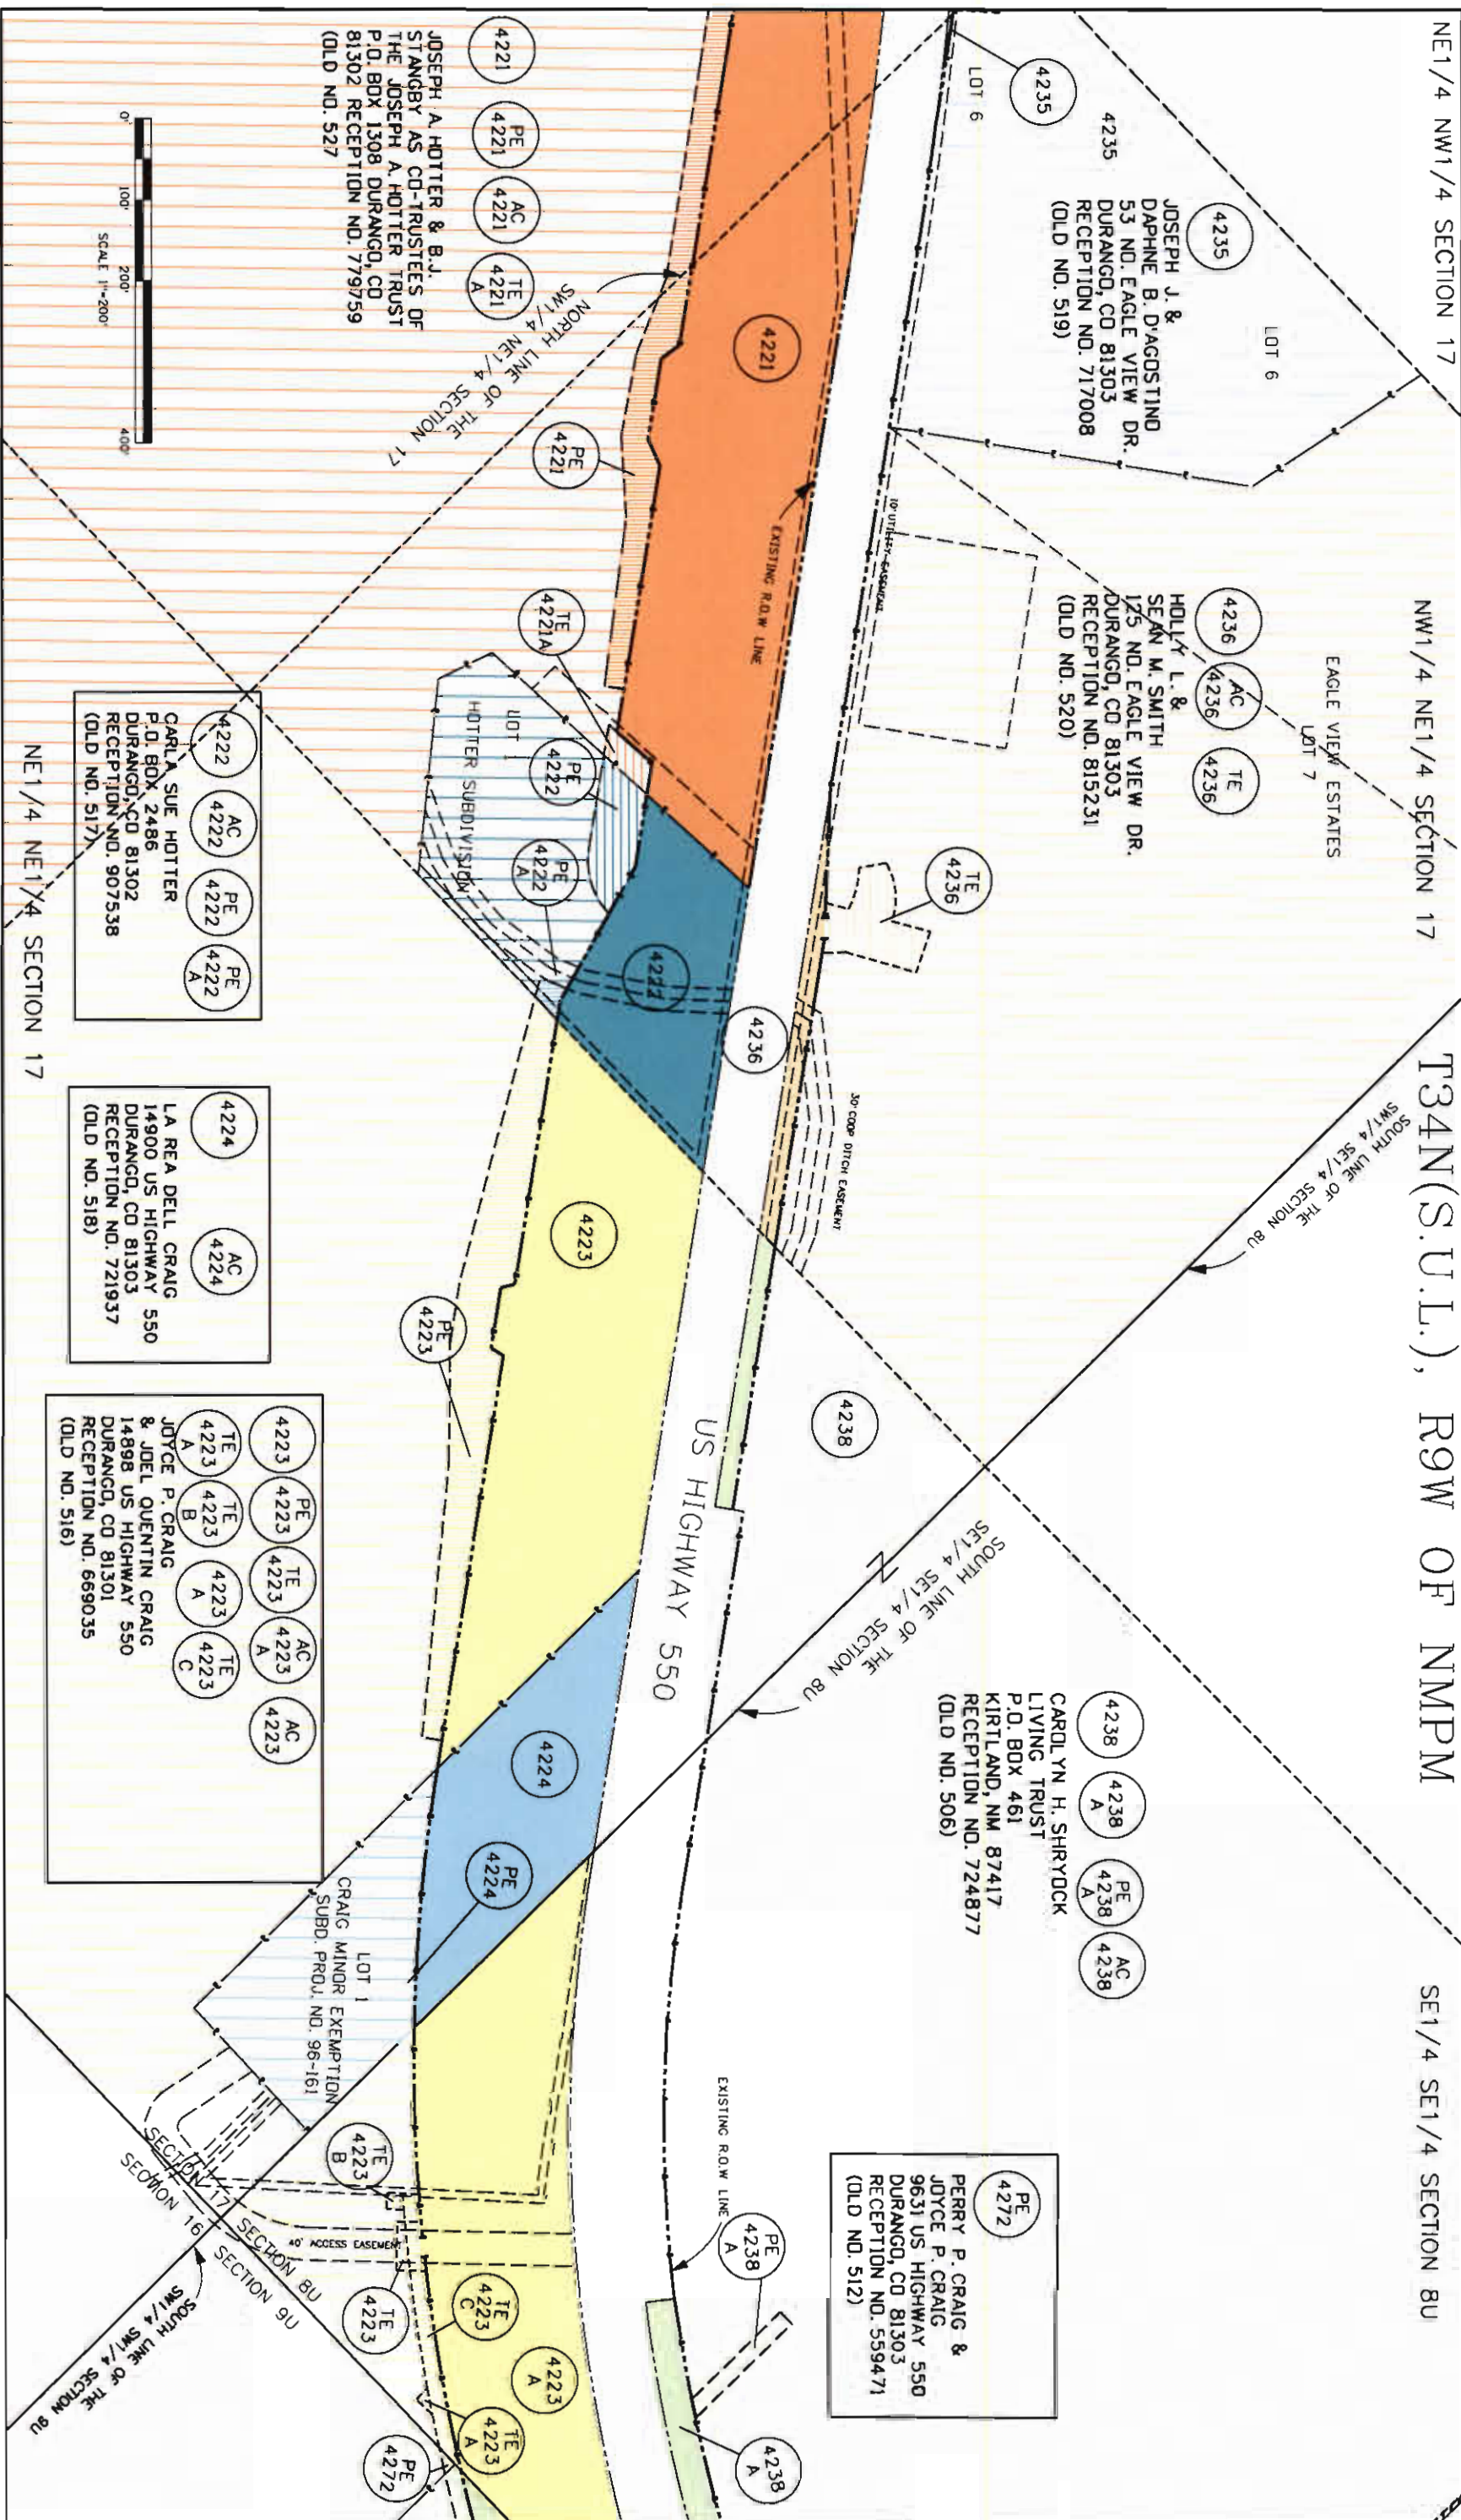 T34N(S.U.L.), R9W OF NMPM
NE1/4 NW1/4 SECTION 17
NW1/4 NE1/4 SECTION 17
SE1/4 SE1/4 SECTION 8U
LOT 6
LOT 6
4235
4235
4235
JOSEPH J. &
DAPHNE B. D'AGOSTINO
53 NO. EAGLE VIEW DR.
DURANGO, CO 81303
RECEPTION NO. 717008
(OLD NO. 519)
EAGLE VIEW ESTATES
LOT 7
4236
AC
4236
TE
4236
HOLLY L. &
SEAN M. SMITH
125 NO. EAGLE VIEW DR.
DURANGO, CO 81303
RECEPTION NO. 815231
(OLD NO. 520)
10' UTILITY EASEMENT
TE
4236
4236
30' COOP DITCH EASEMENT
SOUTH LINE OF THE
SW1/4 SE1/4 SECTION 8U
SOUTH LINE OF THE
SE1/4 SE1/4 SECTION 8U
4238
4238
4238
A
PE
4238
A
AC
4238
CAROLYN H. SHRYOCK
LIVING TRUST
P.O. BOX 461
KIRTLAND, NM 87417
RECEPTION NO. 724877
(OLD NO. 506)
PE
4272
PERRY P. CRAIG &
JOYCE P. CRAIG
9631 US HIGHWAY 550
DURANGO, CO 81303
RECEPTION NO. 559471
(OLD NO. 512)
EXISTING R.O.W LINE
PE
4238
A
4238
A
US HIGHWAY 550
EXISTING R.O.W LINE
4221
4222
4223
4224
PE
4224
4223
A
TE
4223
C
TE
4223
A
PE
4272
TE
4223
TE
4223
B
40' ACCESS EASEMENT
PE
4221
TE
4221A
PE
4222
PE
4222
A
PE
4223
LOT 1
HOTTER SUBDIVISION
NORTH LINE OF THE
SW1/4 NE1/4 SECTION 17
LOT 1
CRAIG MINOR EXEMPTION
SUBD. PROJ. NO. 96-161
SECTION 17
SECTION 16
SECTION 8U
SECTION 9U
SOUTH LINE OF THE
SW1/4 SW1/4 SECTION 9U
4221
PE
4221
AC
4221
TE
4221
A
JOSEPH A. HOTTER & B.J.
STANGBY AS CO-TRUSTEES OF
THE JOSEPH A. HOTTER TRUST
P.O. BOX 1308 DURANGO, CO
81302 RECEPTION NO. 779759
(OLD NO. 527
0' 100' 200' 400'
SCALE 1"=200'
4222
AC
4222
PE
4222
PE
4222
A
CARLA SUE HOTTER
P.O. BOX 2486
DURANGO, CO 81302
RECEPTION NO. 907538
(OLD NO. 517)
NE1/4 NE1/4 SECTION 17
4224
AC
4224
LA REA DELL CRAIG
14900 US HIGHWAY 550
DURANGO, CO 81303
RECEPTION NO. 721937
(OLD NO. 518)
4223
PE
4223
TE
4223
AC
4223
A
AC
4223
TE
4223
A
TE
4223
B
4223
A
TE
4223
C
JOYCE P. CRAIG
& JOEL QUENTIN CRAIG
14898 US HIGHWAY 550
DURANGO, CO 81301
RECEPTION NO. 669035
(OLD NO. 516)